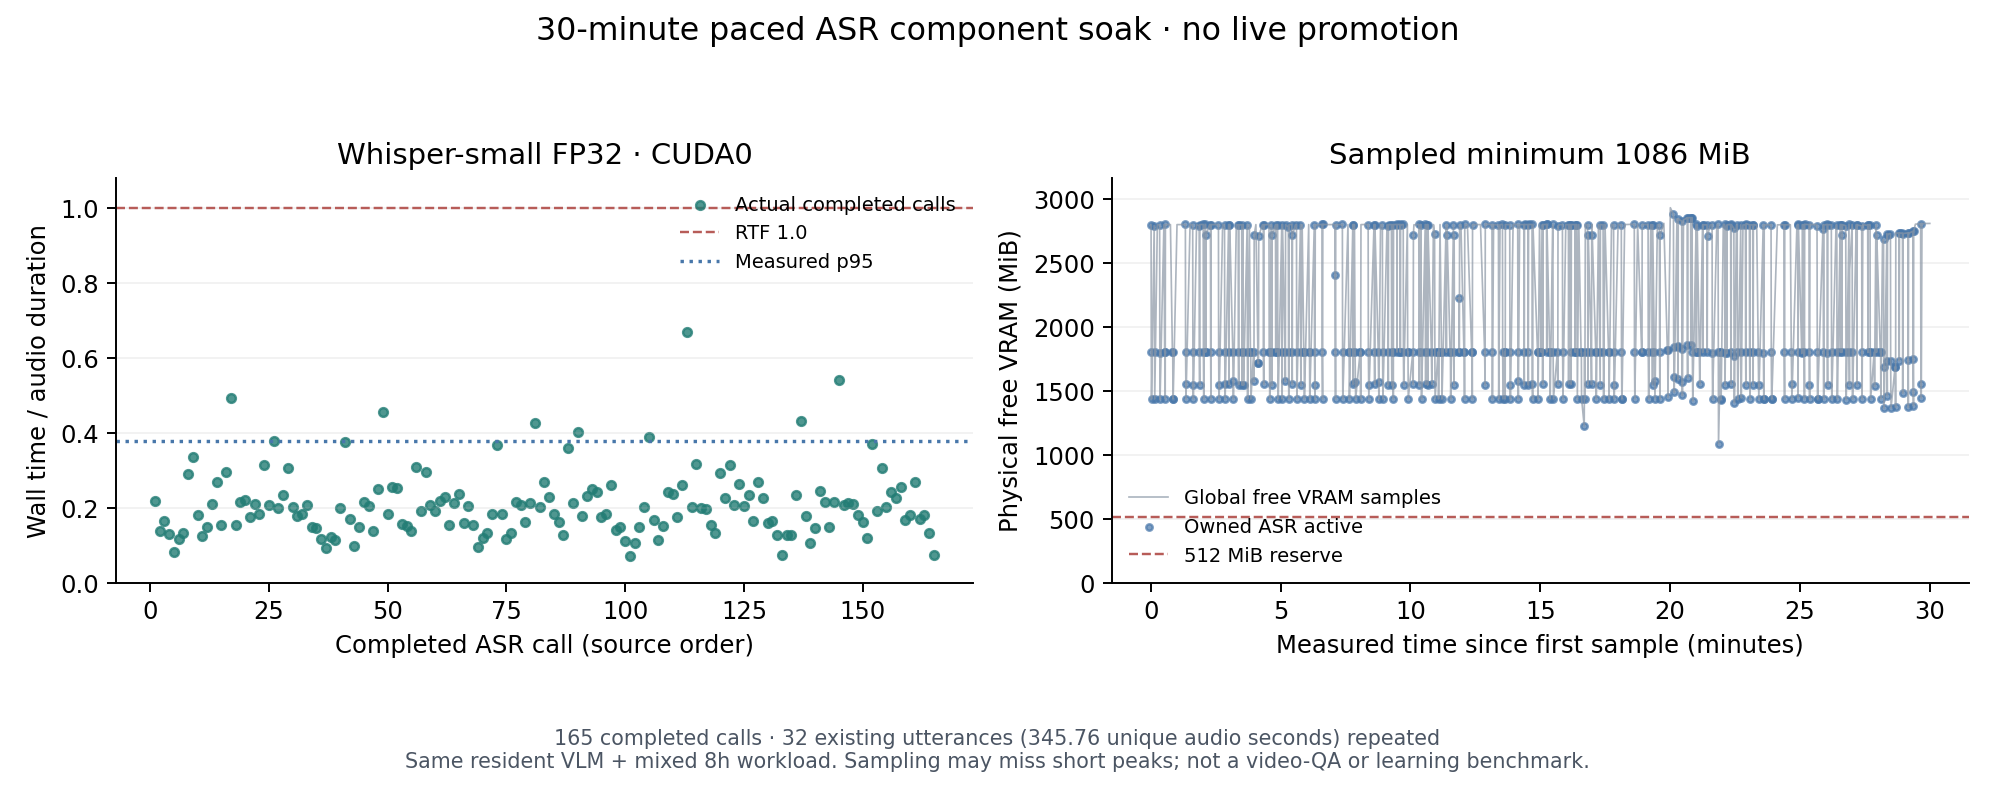 30-minute paced ASR component soak · no live promotion
Whisper-small FP32 · CUDA0
Wall time / audio duration
1.0
0.8
0.6
0.4
0.2
0.0
Actual completed calls
RTF 1.0
Measured p95
0
25
50
75
100
125
150
Completed ASR call (source order)
Sampled minimum 1086 MiB
Physical free VRAM (MiB)
3000
2500
2000
1500
1000
500
0
Global free VRAM samples
Owned ASR active
512 MiB reserve
0
5
10
15
20
25
30
Measured time since first sample (minutes)
165 completed calls · 32 existing utterances (345.76 unique audio seconds) repeated
Same resident VLM + mixed 8h workload. Sampling may miss short peaks; not a video-QA or learning benchmark.